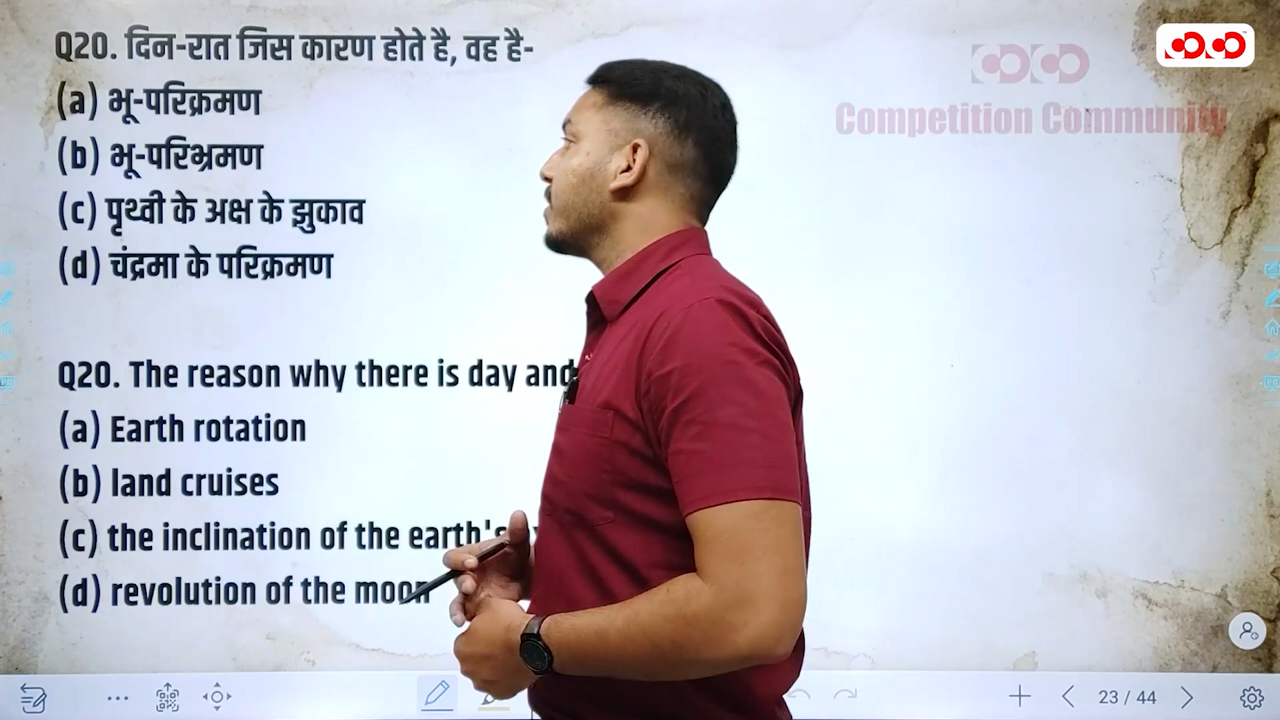 Q20. दिन-रात जिस कारण होते है, वह है-
(a) भू-परिक्रमण
(b) भू-परिभ्रमण
(c) पृथ्वी के अक्ष के झुकाव
(d) चंद्रमा के परिक्रमण
Competition Community
Q20. The reason why there is day and
(a) Earth rotation
(b) land cruises
(c) the inclination of the earth's
(d) revolution of the moon
23 / 44